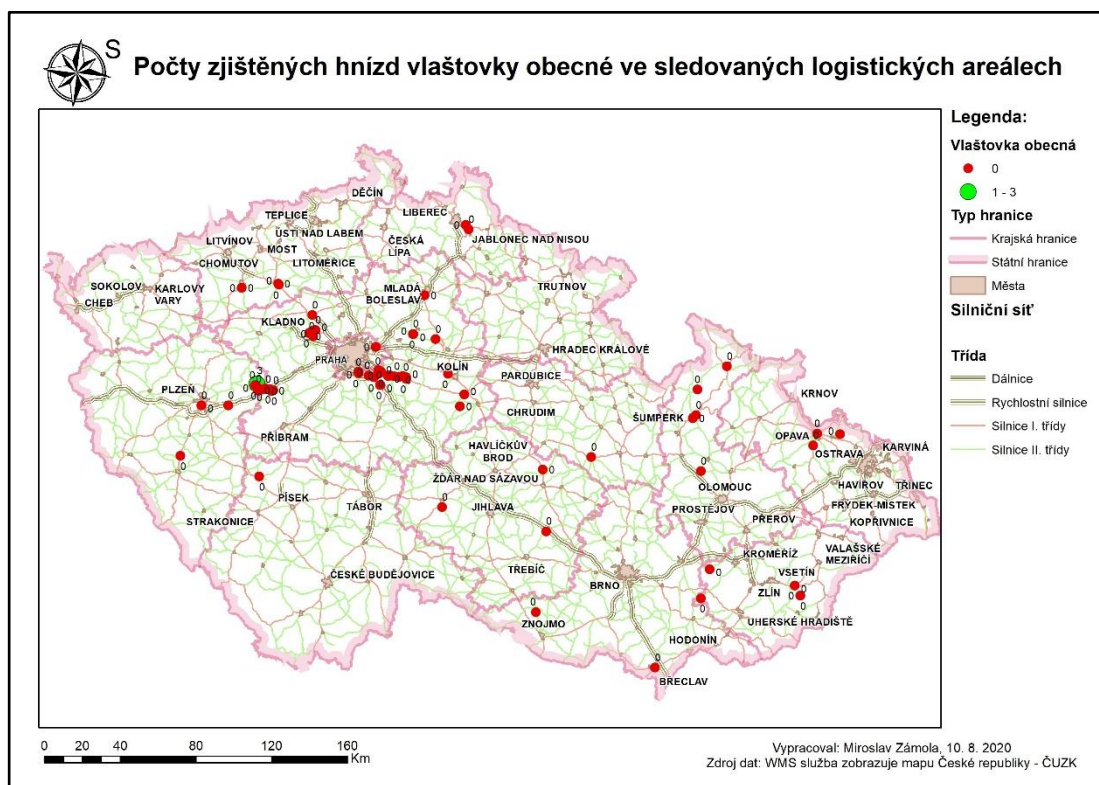 S
Počty zjištěných hnízd vlaštovky obecné ve sledovaných logistických areálech
Legenda:
Vlaštovka obecná
0
1 - 3
Typ hranice
Krajská hranice
Státní hranice
Města
Silniční síť
Třída
Dálnice
Rychlostní silnice
Silnice I. třídy
Silnice II. třídy
DĚČÍN
LIBEREC
TEPLICE
ÚSTÍ NAD LABEM
JABLONEC NAD NISOU
LITVÍNOV
MOST
ČESKÁ
LÍPA
CHOMUTOV
LITOMĚŘICE
SOKOLOV
KARLOVY
VARY
CHEB
MLADÁ
BOLESLAV
TRUTNOV
KLADNO
PRAHA
HRADEC KRÁLOVÉ
KOLÍN
PARDUBICE
PLZEŇ
3
CHRUDIM
KRNOV
ŠUMPERK
PŘÍBRAM
OPAVA
OSTRAVA
KARVINÁ
HAVLÍČKŮV
BROD
HAVÍŘOV
TŘINEC
ŽĎÁR NAD SÁZAVOU
OLOMOUC
FRÝDEK-MÍSTEK
KOPŘIVNICE
PÍSEK
TÁBOR
JIHLAVA
PROSTĚJOV
PŘEROV
STRAKONICE
KROMĚŘÍŽ
VALAŠSKÉ
MEZIŘÍČÍ
VSETÍN
ČESKÉ BUDĚJOVICE
TŘEBÍČ
BRNO
ZLÍN
UHERSKÉ HRADIŠTĚ
ZNOJMO
HODONÍN
BŘECLAV
0 20 40 80 120 160
Km
Vypracoval: Miroslav Zámola, 10. 8. 2020
Zdroj dat: WMS služba zobrazuje mapu České republiky - ČUZK